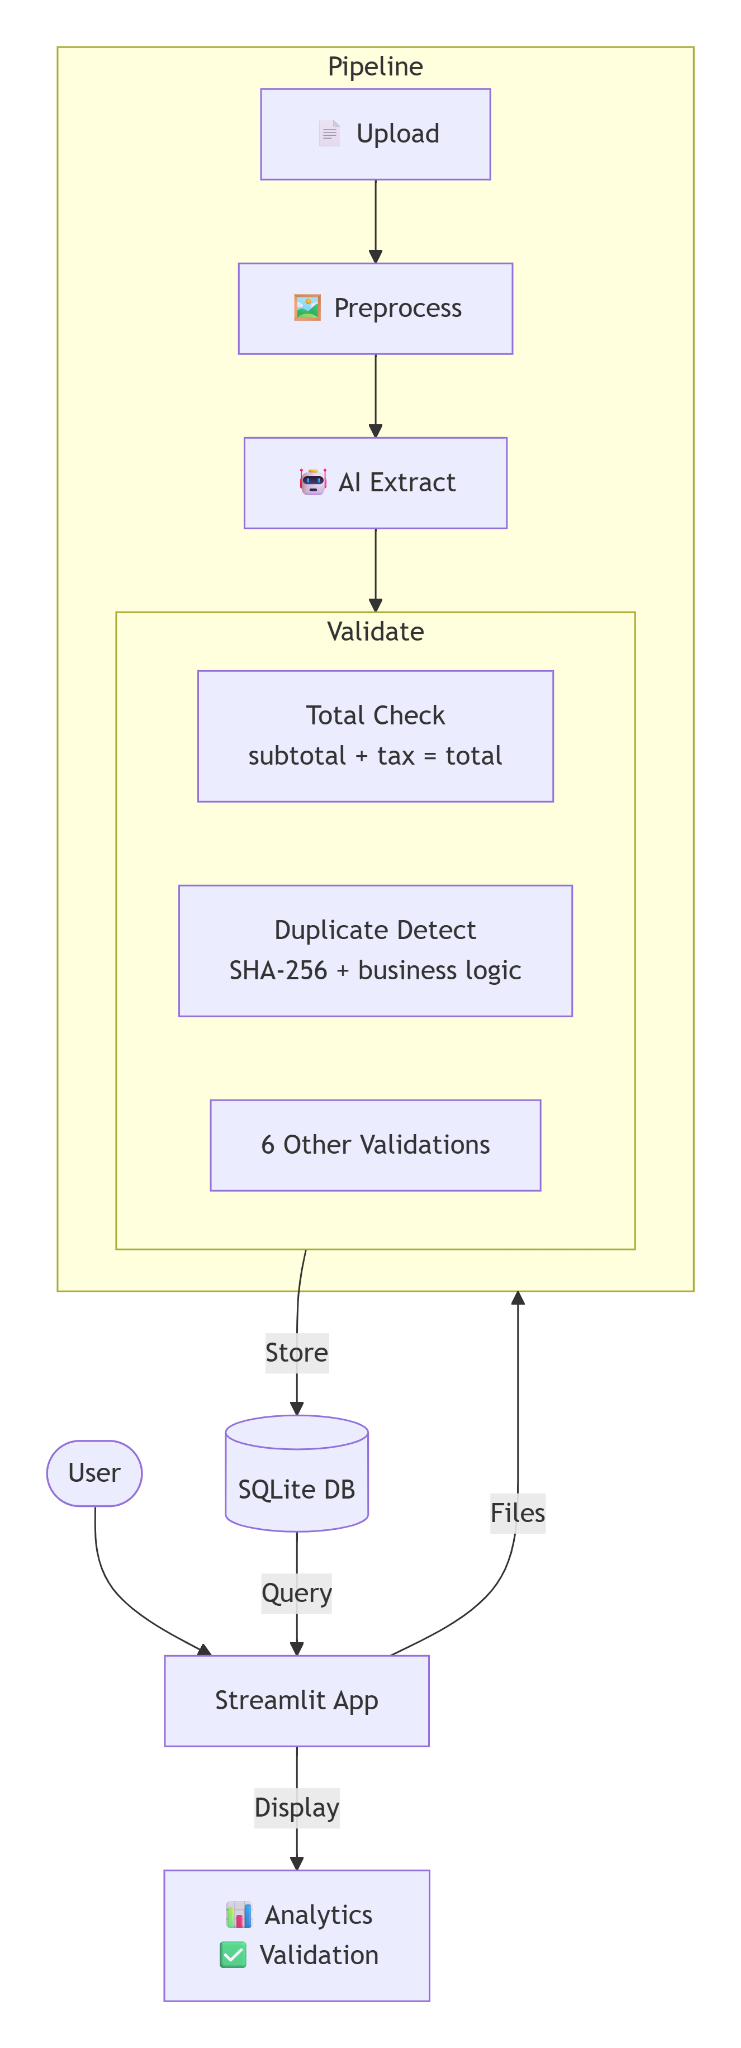 Pipeline
📄 Upload
🖼️ Preprocess
🤖 AI Extract
Validate
Total Check
subtotal + tax = total
Duplicate Detect
SHA-256 + business logic
6 Other Validations
Store
User
SQLite DB
Files
Query
Streamlit App
Display
📊 Analytics
✅ Validation